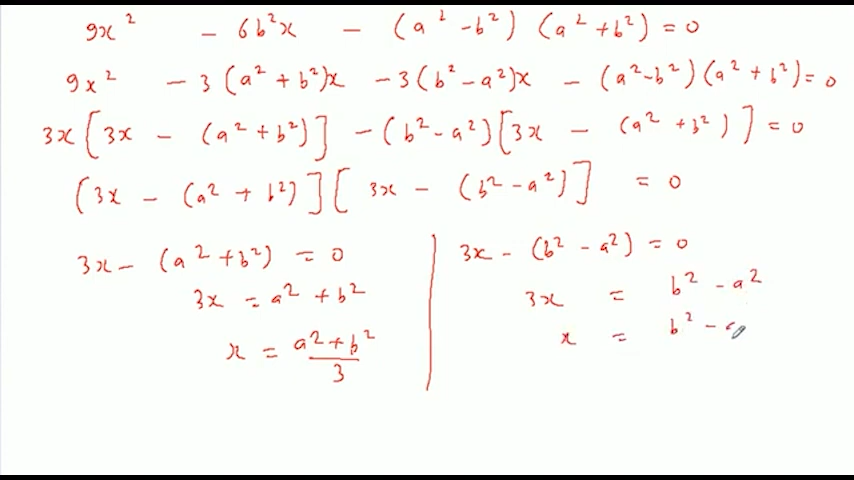 9x² - 6b²x - (a² - b²) (a² + b²) = 0
9x² - 3(a² + b²)x - 3(b² - a²)x - (a² - b²)(a² + b²) = 0
3x[3x - (a² + b²)] - (b² - a²)[3x - (a² + b²)] = 0
(3x - (a² + b²)][3x - (b² - a²)] = 0
3x - (a² + b²) = 0
3x = a² + b²
x = a² + b² / 3
3x - (b² - a²) = 0
3x = b² - a²
x = b² -